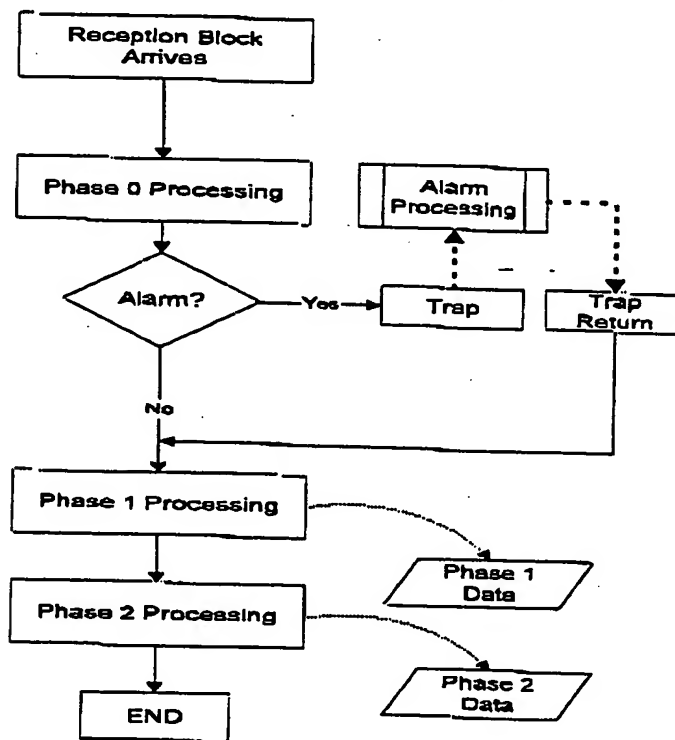 Reception Block
Arrives
Phase 0 Processing
Alarm
Processing
Alarm?
Yes
Trap
Trap
Return
No
Phase 1 Processing
Phase 1
Data
Phase 2 Processing
Phase 2
Data
END